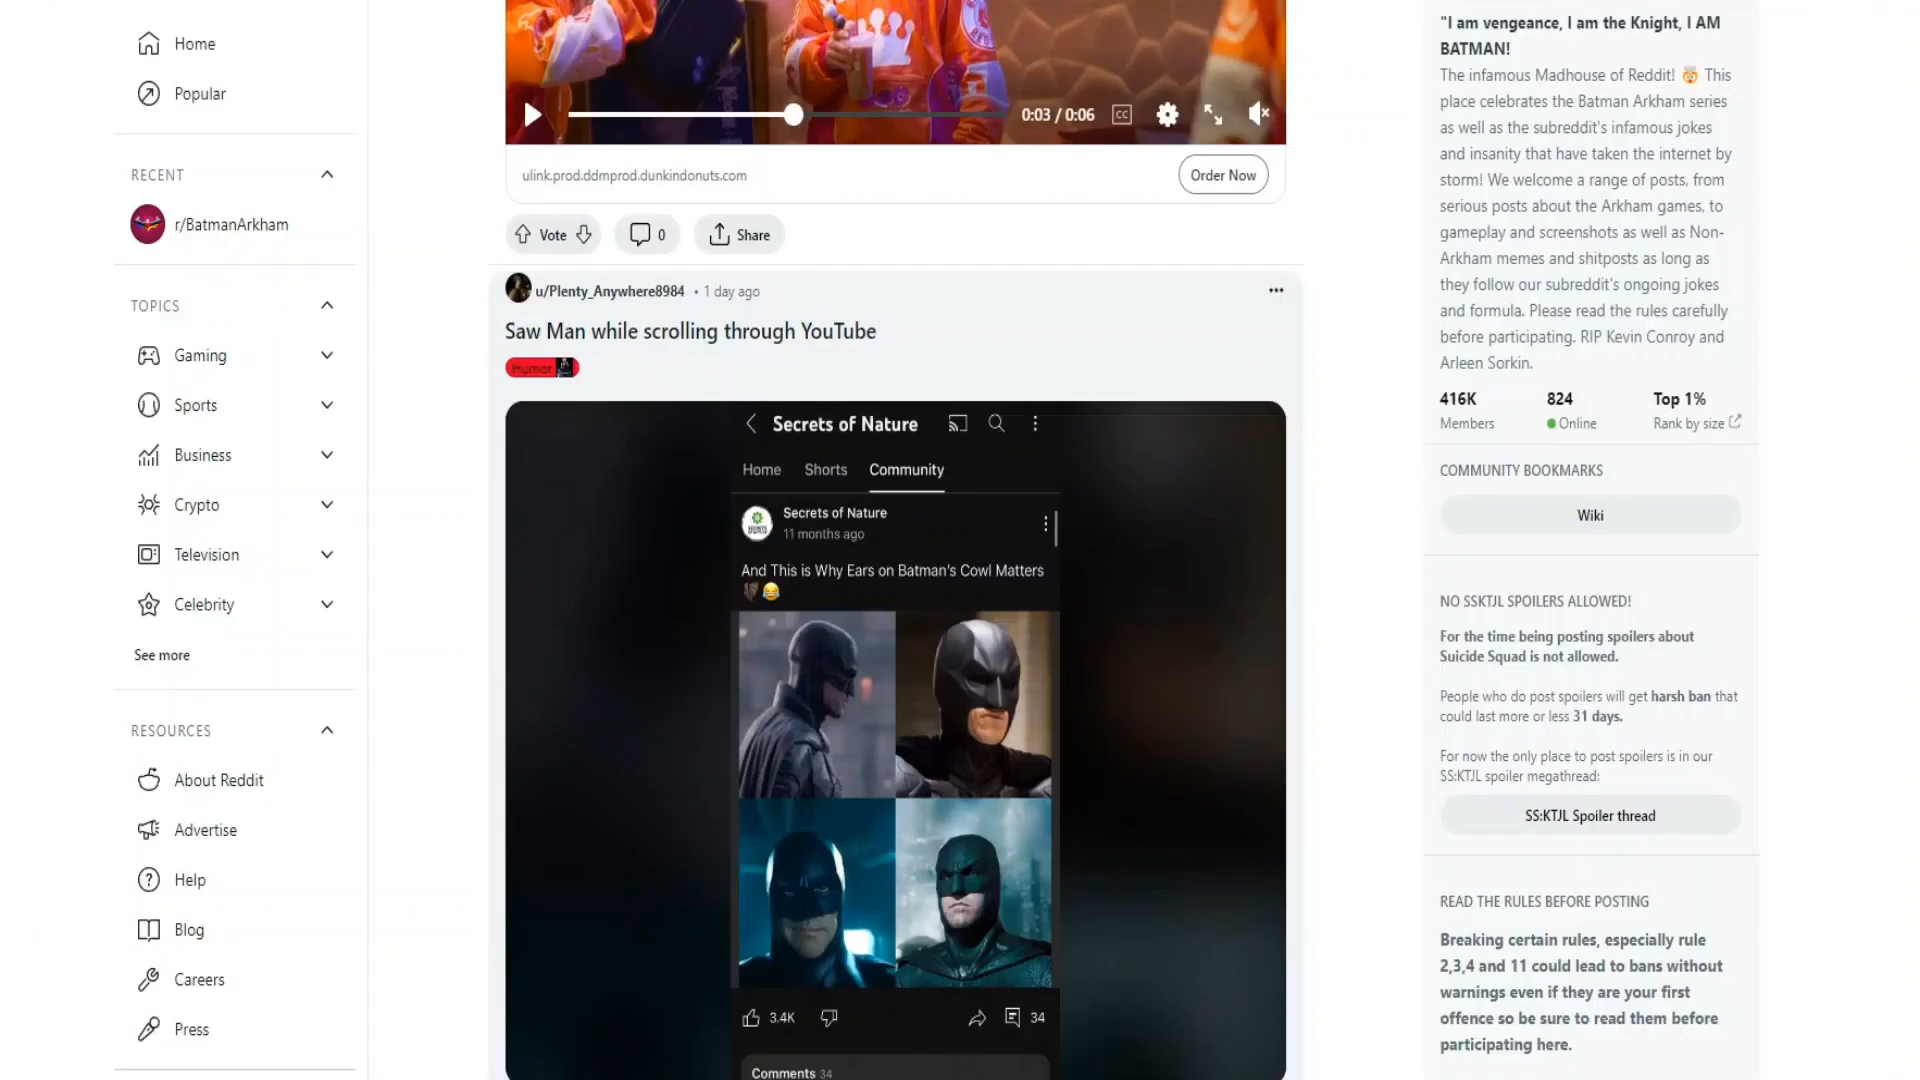 Home
Popular
RECENT
r/BatmanArkham
TOPICS
Gaming
Sports
Business
Crypto
Television
Celebrity
See more
RESOURCES
About Reddit
Advertise
Help
Blog
Careers
Press
0:03 / 0:06
CC
ulink.prod.ddmprod.dunkindonuts.com
Order Now
Vote
0
Share
u/Plenty_Anywhere8984 • 1 day ago
Saw Man while scrolling through YouTube
Humor
Secrets of Nature
Home Shorts Community
Secrets of Nature
11 months ago
And This is Why Ears on Batman's Cowl Matters
3.4K
34
Comments 34
"I am vengeance, I am the Knight, I AM
BATMAN!
The infamous Madhouse of Reddit! 🤯 This
place celebrates the Batman Arkham series
as well as the subreddit's infamous jokes
and insanity that have taken the internet by
storm! We welcome a range of posts, from
serious posts about the Arkham games, to
gameplay and screenshots as well as Non-
Arkham memes and shitposts as long as
they follow our subreddit's ongoing jokes
and formula. Please read the rules carefully
before participating. RIP Kevin Conroy and
Arleen Sorkin.
416K 824 Top 1%
Members Online Rank by size
COMMUNITY BOOKMARKS
Wiki
NO SSKTJL SPOILERS ALLOWED!
For the time being posting spoilers about
Suicide Squad is not allowed.
People who do post spoilers will get harsh ban that
could last more or less 31 days.
For now the only place to post spoilers is in our
SS:KTJL spoiler megathread:
SS:KTJL Spoiler thread
READ THE RULES BEFORE POSTING
Breaking certain rules, especially rule
2,3,4 and 11 could lead to bans without
warnings even if they are your first
offence so be sure to read them before
participating here.